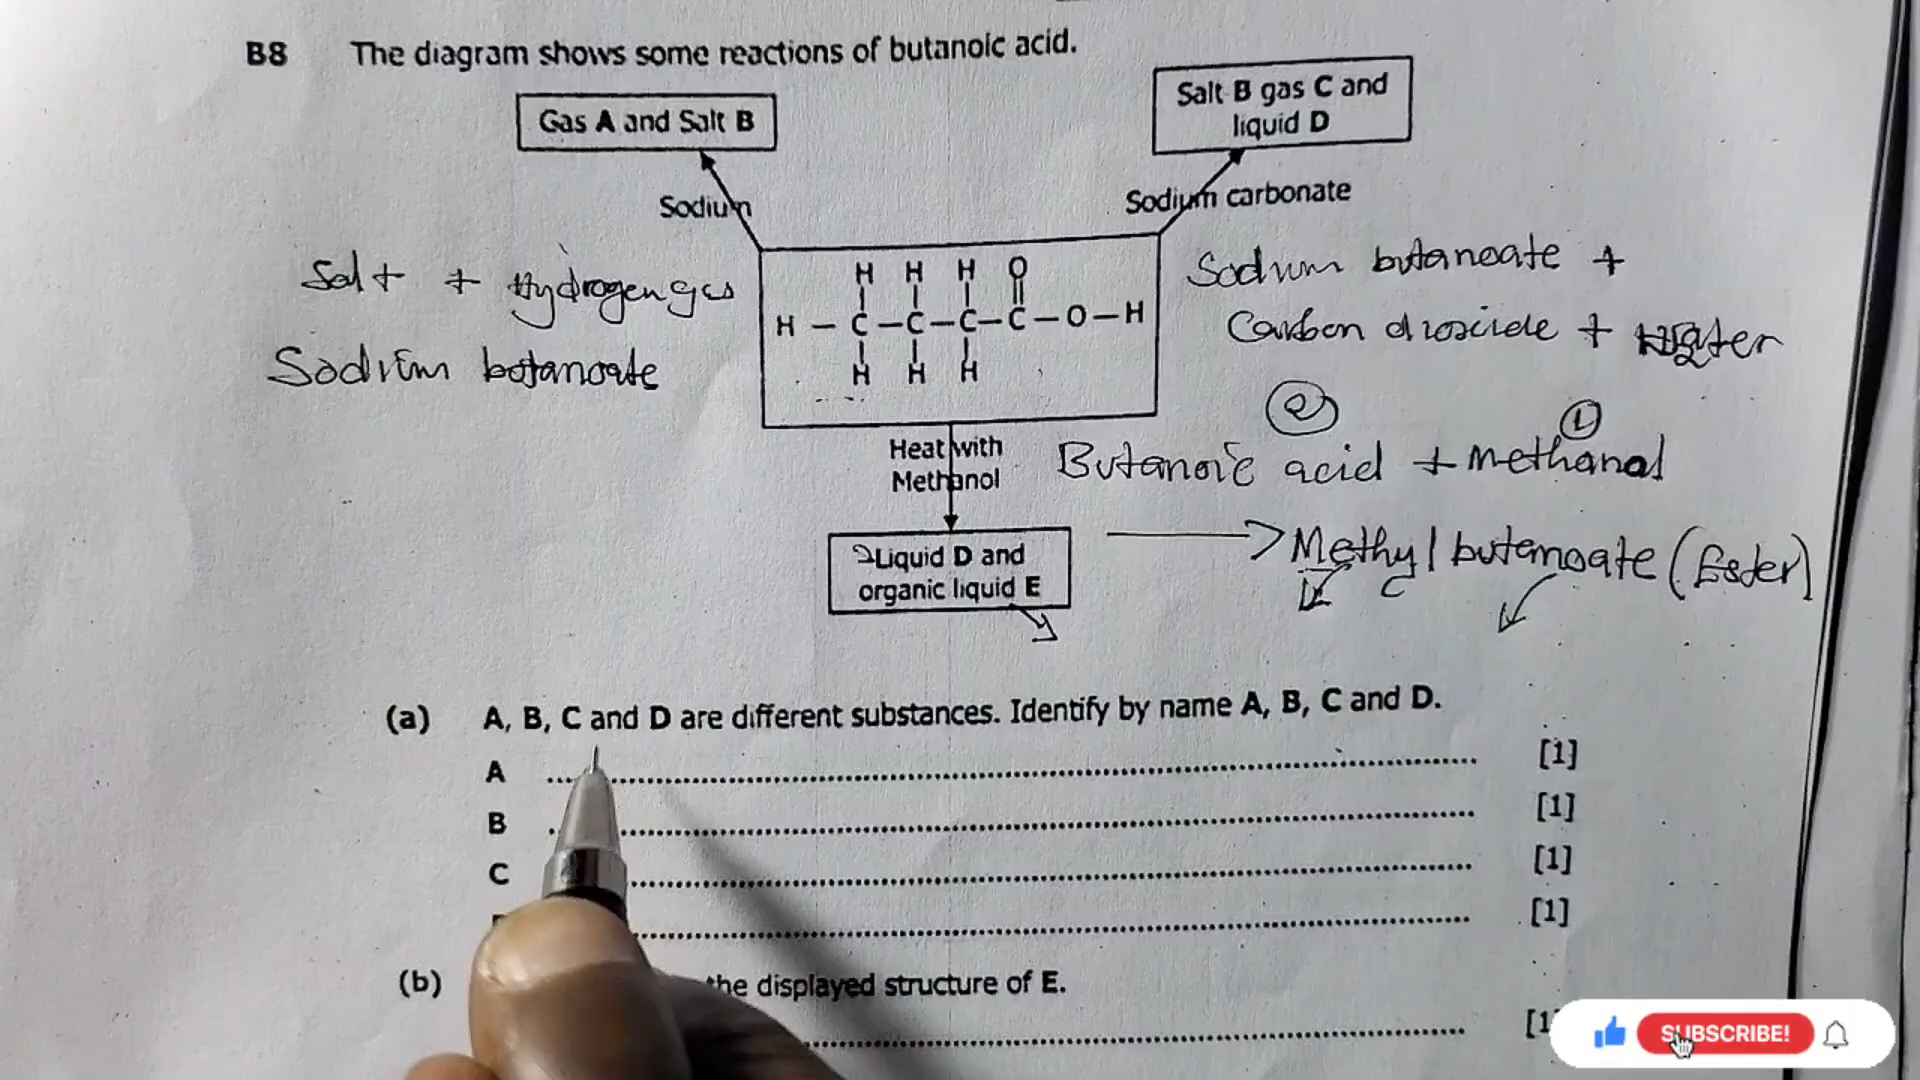 B8 The diagram shows some reactions of butanoic acid.
Gas A and Salt B
Salt B gas C and
liquid D
Sodium
Sodium carbonate
Salt + Hydrogen gas
Sodium butanoate
H H H O
H – C – C – C – C – O – H
H H H
Sodium butanoate +
Carbon dioxide + Water
2
1
Heat with
Methanol
Butanoic acid + Methanol
Liquid D and
organic liquid E
Methyl butanoate (Ester)
(a) A, B, C and D are different substances. Identify by name A, B, C and D.
A [1]
B [1]
C [1]
[1]
(b) the displayed structure of E.
[1
SUBSCRIBE!